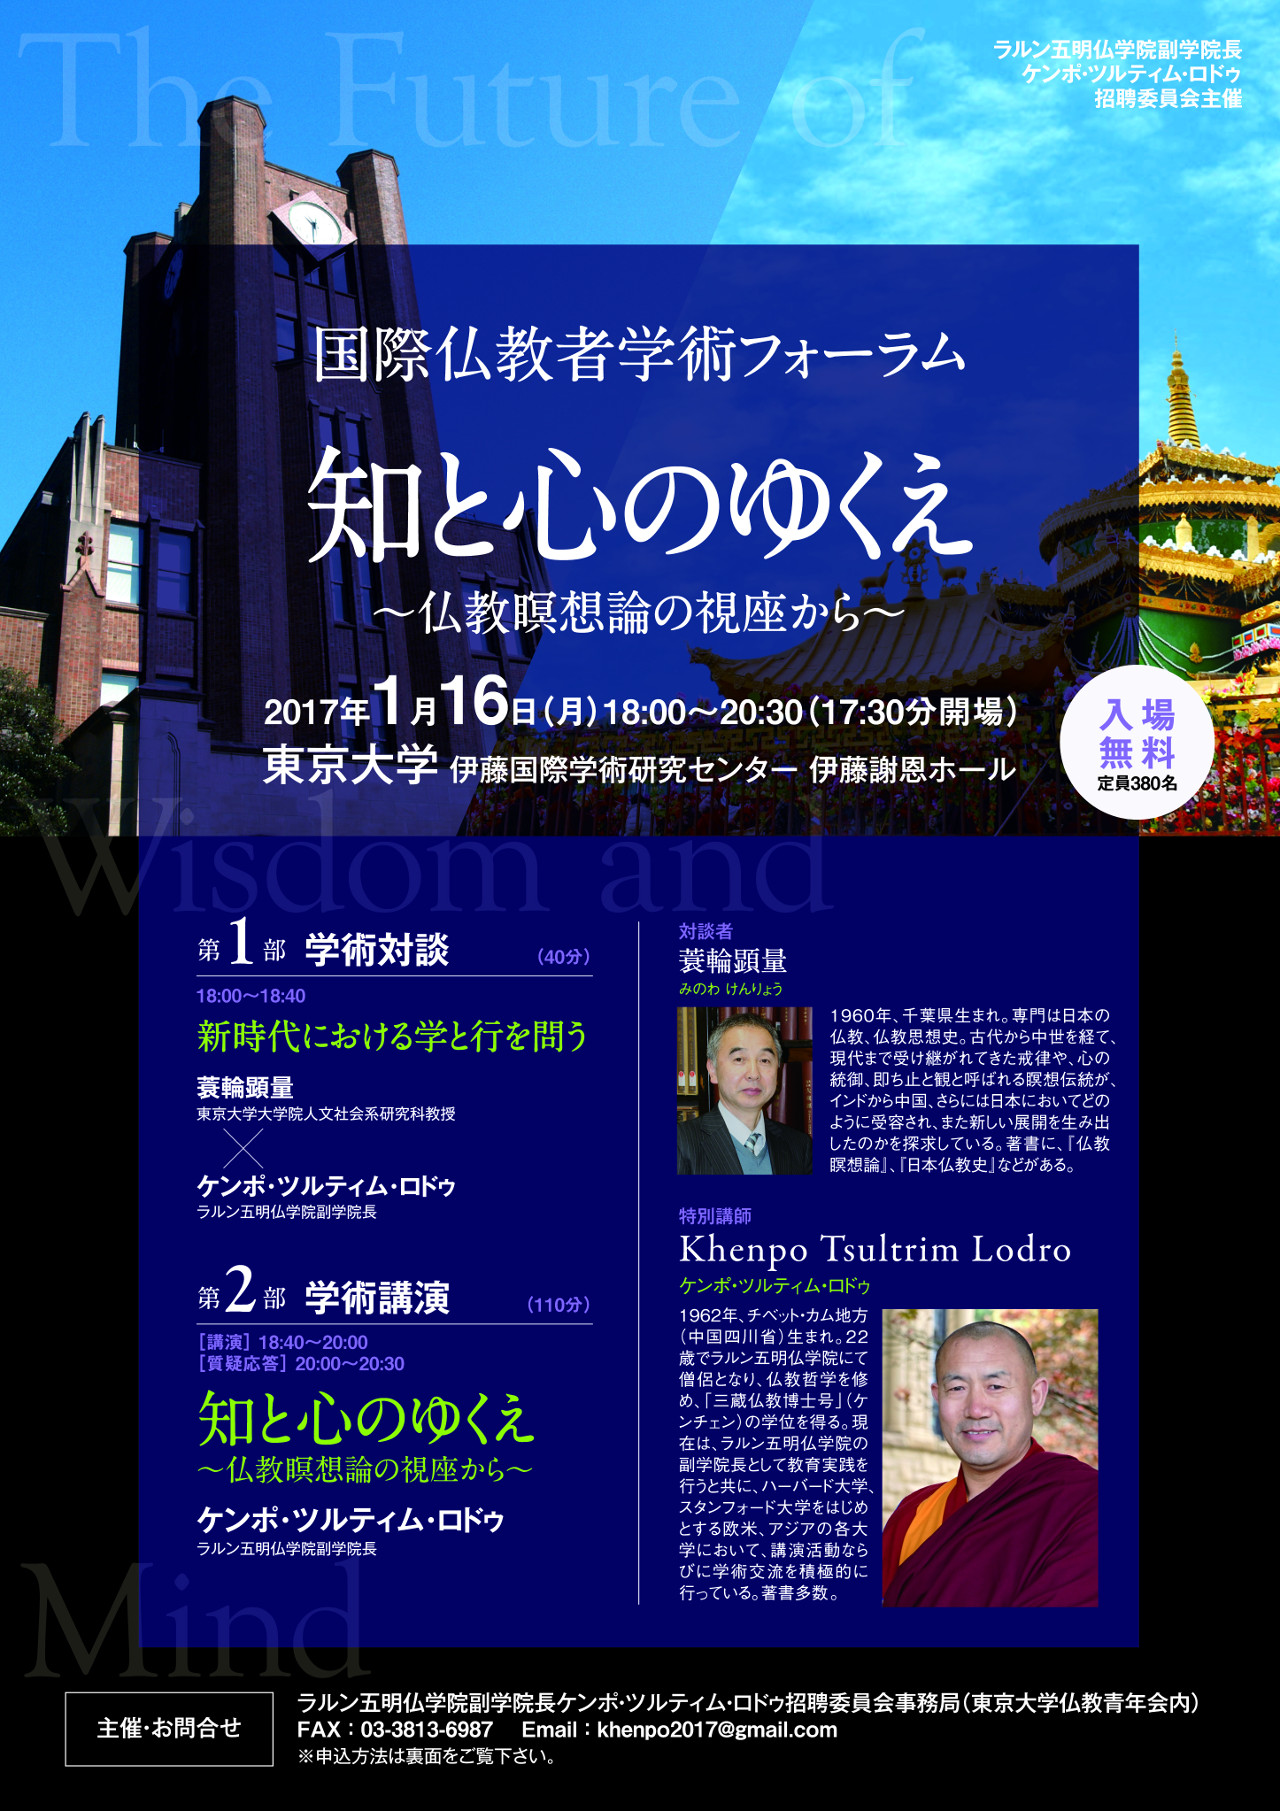 The Future of
ラルン五明仏学院副学院長
ケンポ・ツルティム・ロドゥ
招聘委員会主催
国際仏教者学術フォーラム
知と心のゆくえ
～仏教瞑想論の視座から～
2017年1月16日（月）18:00～20:30（17:30分開場）
東京大学 伊藤国際学術研究センター 伊藤謝恩ホール
入場
無料
定員380名
Wisdom and
第1部 学術対談 （40分）
18:00～18:40
新時代における学と行を問う
蓑輪顕量
東京大学大学院人文社会系研究科教授
ケンポ・ツルティム・ロドゥ
ラルン五明仏学院副学院長
第2部 学術講演 （110分）
［講演］ 18:40～20:00
［質疑応答］ 20:00～20:30
知と心のゆくえ
～仏教瞑想論の視座から～
ケンポ・ツルティム・ロドゥ
ラルン五明仏学院副学院長
対談者
蓑輪顕量
みのわ けんりょう
1960年、千葉県生まれ。専門は日本の
仏教、仏教思想史。古代から中世を経て、
現代まで受け継がれてきた戒律や、心の
統御、即ち止と観と呼ばれる瞑想伝統が、
インドから中国、さらには日本においてどの
ように受容され、また新しい展開を生み出
したのかを探求している。著書に、『仏教
瞑想論』、『日本仏教史』などがある。
特別講師
Khenpo Tsultrim Lodro
ケンポ・ツルティム・ロドゥ
1962年、チベット・カム地方
（中国四川省）生まれ。22
歳でラルン五明仏学院にて
僧侶となり、仏教哲学を修
め、「三蔵仏教博士号」（ケ
ンチェン）の学位を得る。現
在は、ラルン五明仏学院の
副学院長として教育実践を
行うと共に、ハーバード大学、
スタンフォード大学をはじめ
とする欧米、アジアの各大
学において、講演活動なら
びに学術交流を積極的に
行っている。著書多数。
Mind
主催・お問合せ
ラルン五明仏学院副学院長ケンポ・ツルティム・ロドゥ招聘委員会事務局（東京大学仏教青年会内）
FAX：03-3813-6987 Email：khenpo2017@gmail.com
※申込方法は裏面をご覧下さい。